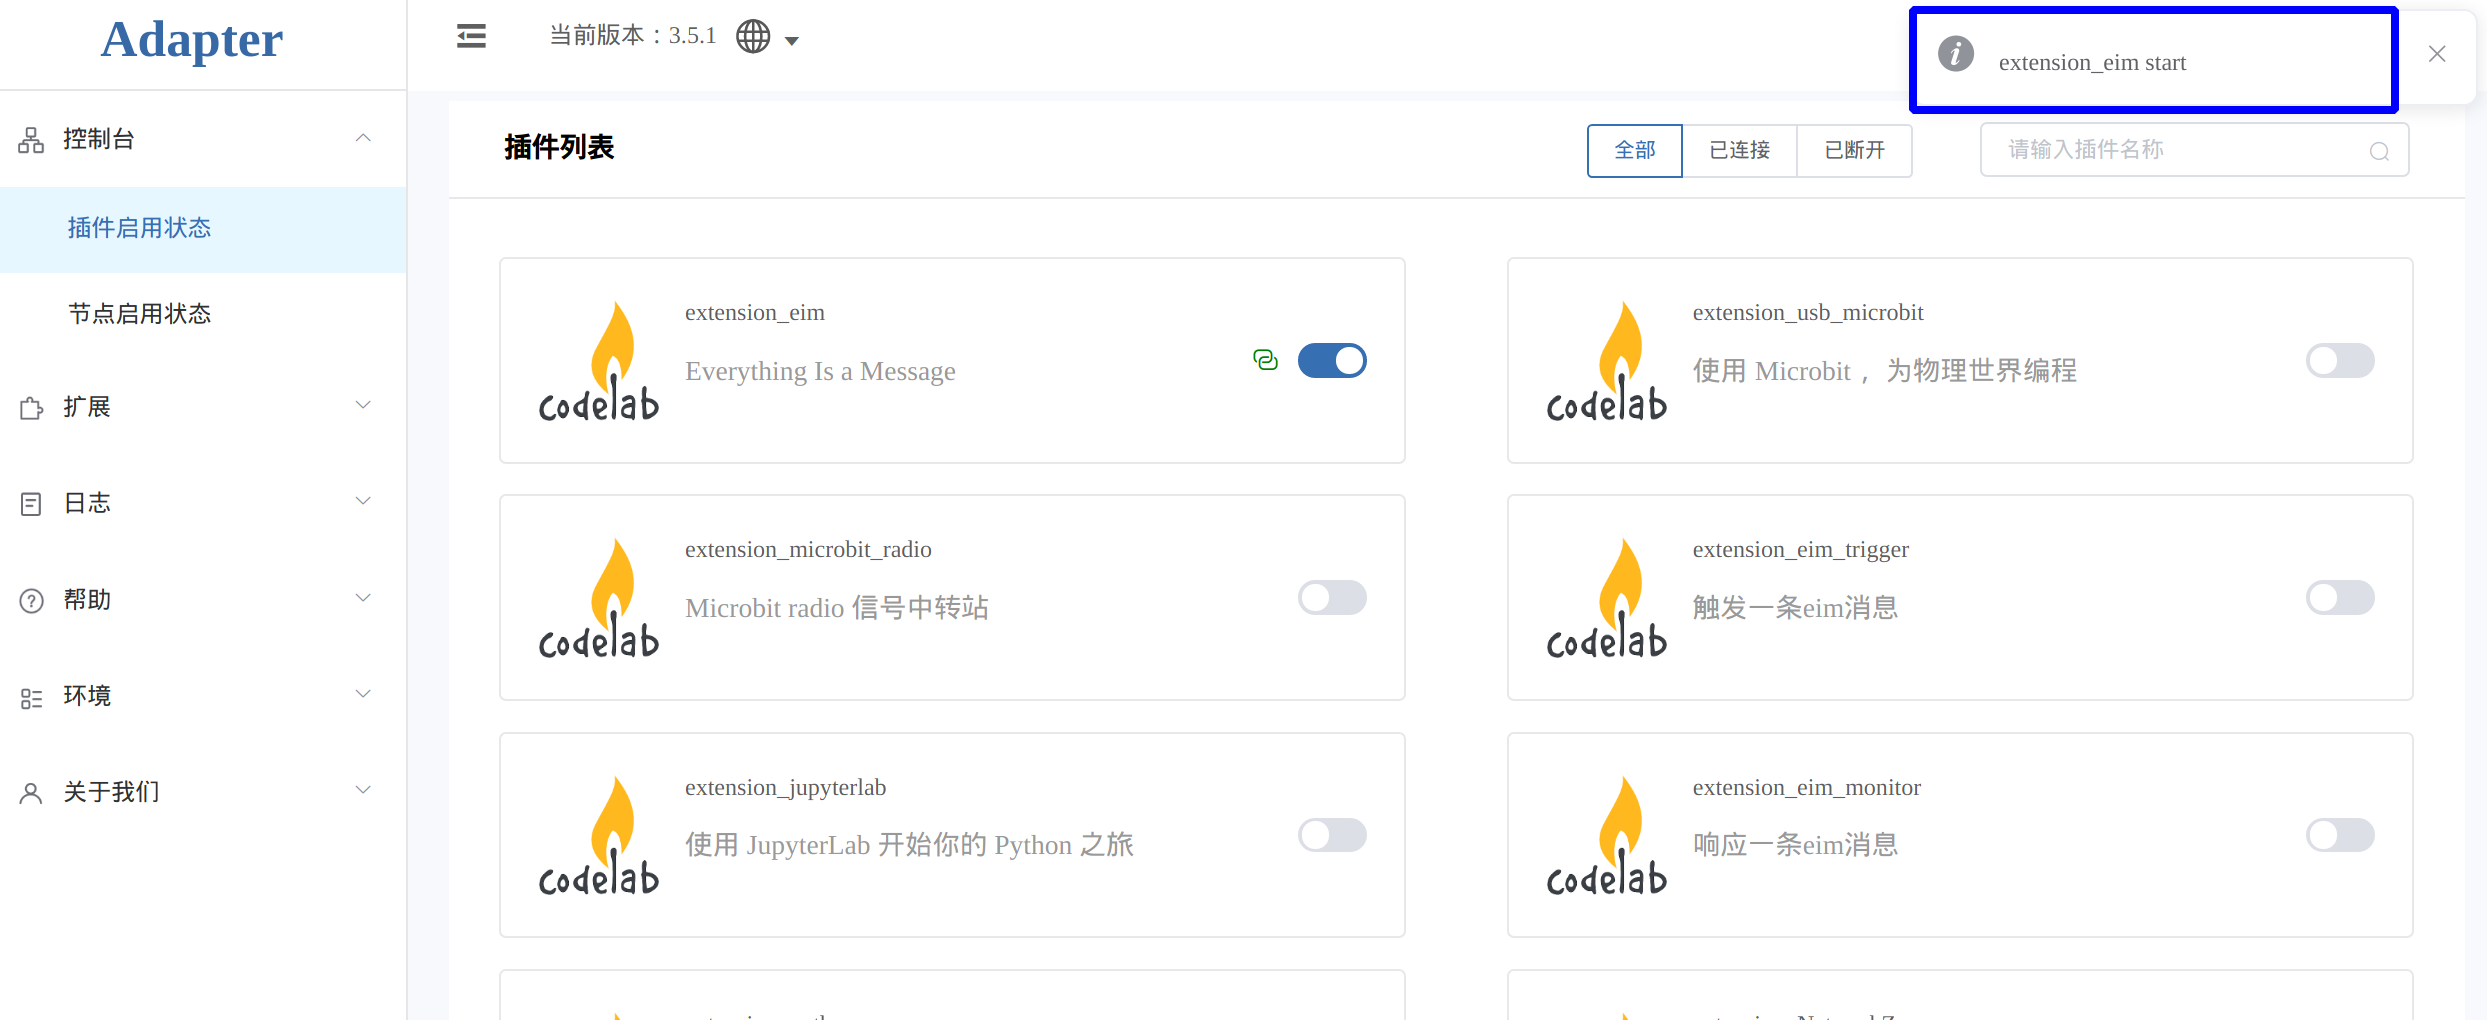 Adapter
当前版本：3.5.1
extension_eim start
控制台
插件启用状态
节点启用状态
扩展
日志
帮助
环境
关于我们
插件列表
全部
已连接
已断开
请输入插件名称
codelab
extension_eim
Everything Is a Message
codelab
extension_usb_microbit
使用 Microbit ，为物理世界编程
codelab
extension_microbit_radio
Microbit radio 信号中转站
codelab
extension_eim_trigger
触发一条eim消息
codelab
extension_jupyterlab
使用 JupyterLab 开始你的 Python 之旅
codelab
extension_eim_monitor
响应一条eim消息